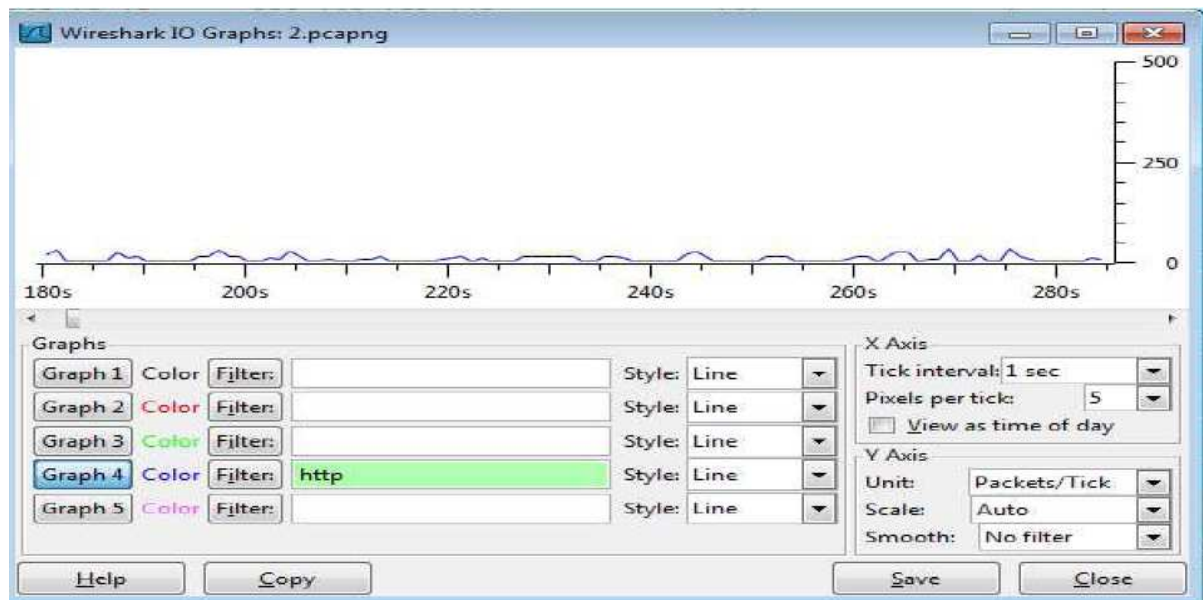 Wireshark IO Graphs: 2.pcapng
500
250
0
180s 200s 220s 240s 260s 280s
Graphs
Graph 1 Color Filter: Style: Line
Graph 2 Color Filter: Style: Line
Graph 3 Color Filter: Style: Line
Graph 4 Color Filter: http Style: Line
Graph 5 Color Filter: Style: Line
X Axis
Tick interval: 1 sec
Pixels per tick: 5
View as time of day
Y Axis
Unit: Packets/Tick
Scale: Auto
Smooth: No filter
Help Copy Save Close